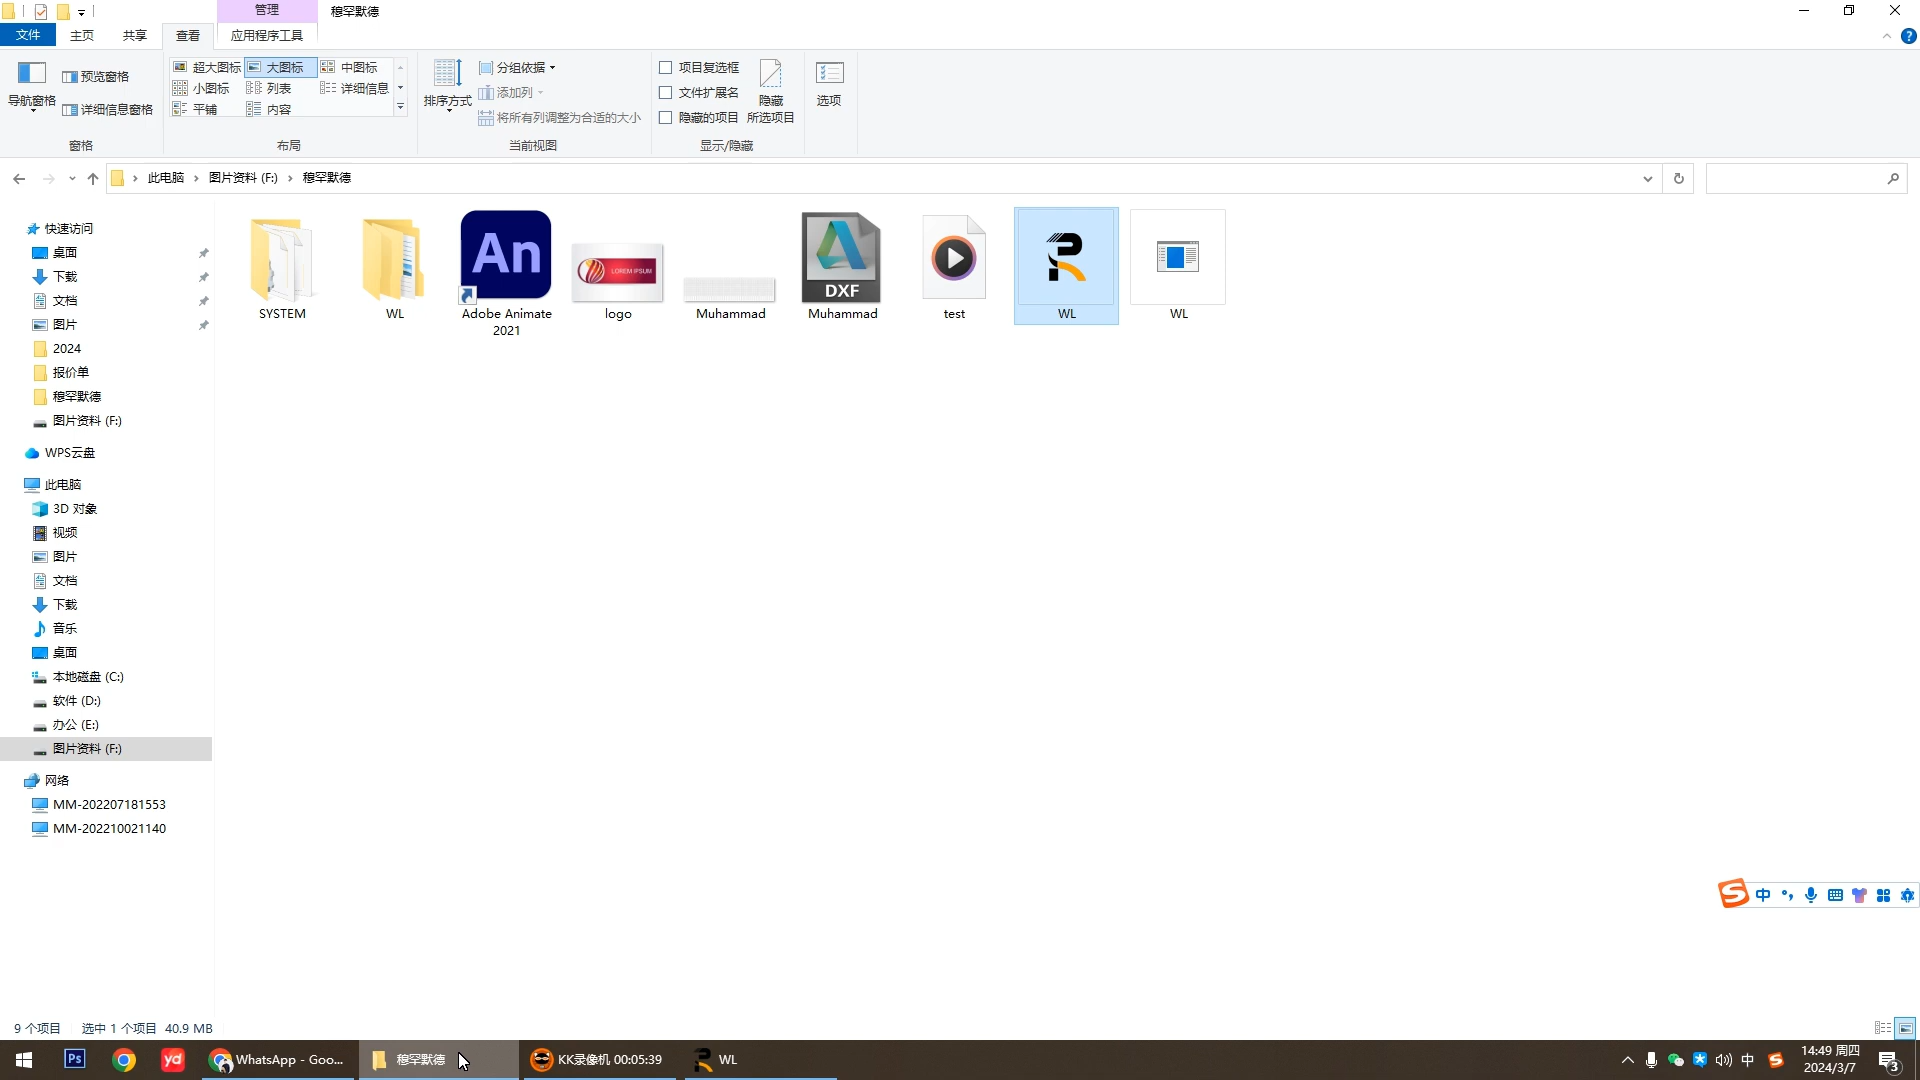 管理
穆罕默德
文件
主页
共享
查看
应用程序工具
导航窗格
预览窗格
详细信息窗格
窗格
超大图标
大图标
中图标
小图标
列表
详细信息
平铺
内容
布局
排序方式
分组依据
添加列
将所有列调整为合适的大小
当前视图
项目复选框
文件扩展名
隐藏的项目
隐藏
所选项目
显示/隐藏
选项
此电脑
图片资料 (F:)
穆罕默德
快速访问
桌面
下载
文档
图片
2024
报价单
穆罕默德
图片资料 (F:)
WPS云盘
此电脑
3D 对象
视频
图片
文档
下载
音乐
桌面
本地磁盘 (C:)
软件 (D:)
办公 (E:)
图片资料 (F:)
网络
MM-202207181553
MM-202210021140
SYSTEM
WL
An
Adobe Animate
2021
LOREM IPSUM
logo
Muhammad
DXF
Muhammad
test
WL
WL
中
9 个项目
选中 1 个项目 40.9 MB
Ps
yd
WhatsApp - Goo...
穆罕默德
KK录像机 00:05:39
WL
中
14:49 周四
2024/3/7
3